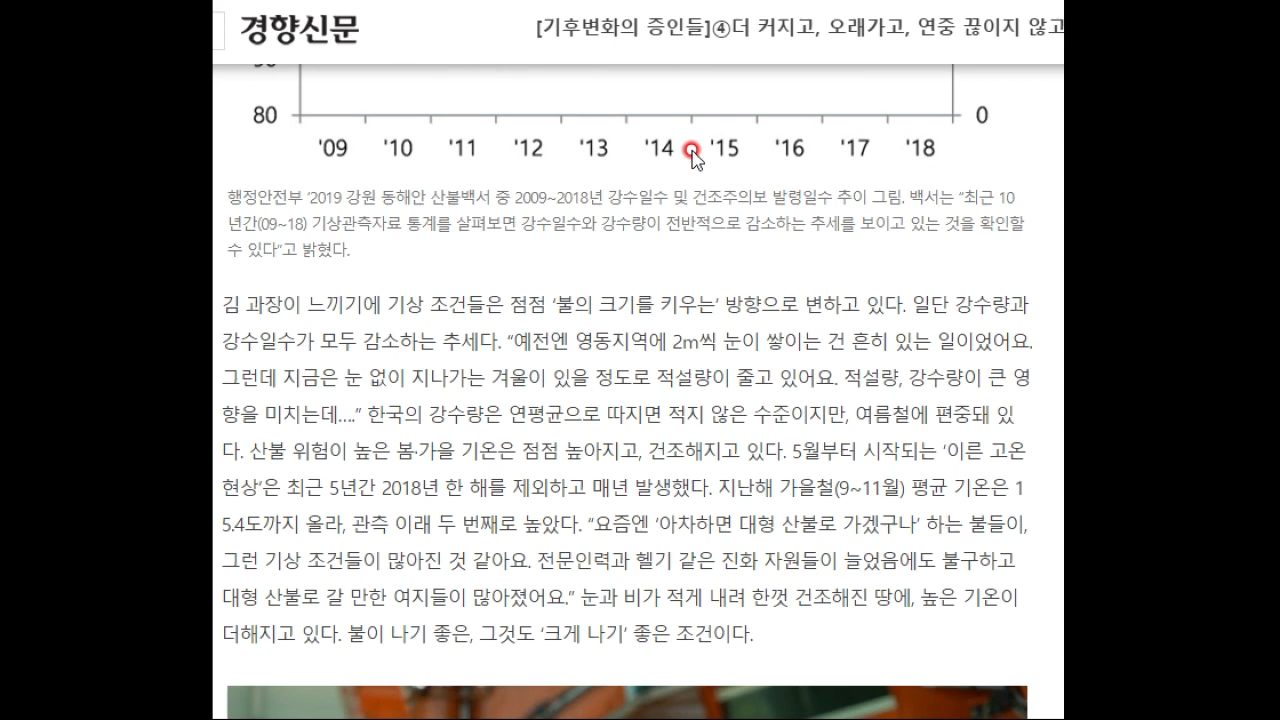 경향신문
[기후변화의 증인들]④더 커지고, 오래가고, 연중 끊이지 않고
80
0
'09 '10 '11 '12 '13 '14 '15 '16 '17 '18
행정안전부 '2019 강원 동해안 산불백서 중 2009~2018년 강수일수 및 건조주의보 발령일수 추이 그림. 백서는 “최근 10
년간(09~18) 기상관측자료 통계를 살펴보면 강수일수와 강수량이 전반적으로 감소하는 추세를 보이고 있는 것을 확인할
수 있다”고 밝혔다.
김 과장이 느끼기에 기상 조건들은 점점 ‘불의 크기를 키우는’ 방향으로 변하고 있다. 일단 강수량과
강수일수가 모두 감소하는 추세다. “예전엔 영동지역에 2m씩 눈이 쌓이는 건 흔히 있는 일이었어요.
그런데 지금은 눈 없이 지나가는 겨울이 있을 정도로 적설량이 줄고 있어요. 적설량, 강수량이 큰 영
향을 미치는데….” 한국의 강수량은 연평균으로 따지면 적지 않은 수준이지만, 여름철에 편중돼 있
다. 산불 위험이 높은 봄·가을 기온은 점점 높아지고, 건조해지고 있다. 5월부터 시작되는 ‘이른 고온
현상’은 최근 5년간 2018년 한 해를 제외하고 매년 발생했다. 지난해 가을철(9~11월) 평균 기온은 1
5.4도까지 올라, 관측 이래 두 번째로 높았다. “요즘엔 ‘아차하면 대형 산불로 가겠구나’ 하는 불들이,
그런 기상 조건들이 많아진 것 같아요. 전문인력과 헬기 같은 진화 자원들이 늘었음에도 불구하고
대형 산불로 갈 만한 여지들이 많아졌어요.” 눈과 비가 적게 내려 한껏 건조해진 땅에, 높은 기온이
더해지고 있다. 불이 나기 좋은, 그것도 ‘크게 나기’ 좋은 조건이다.